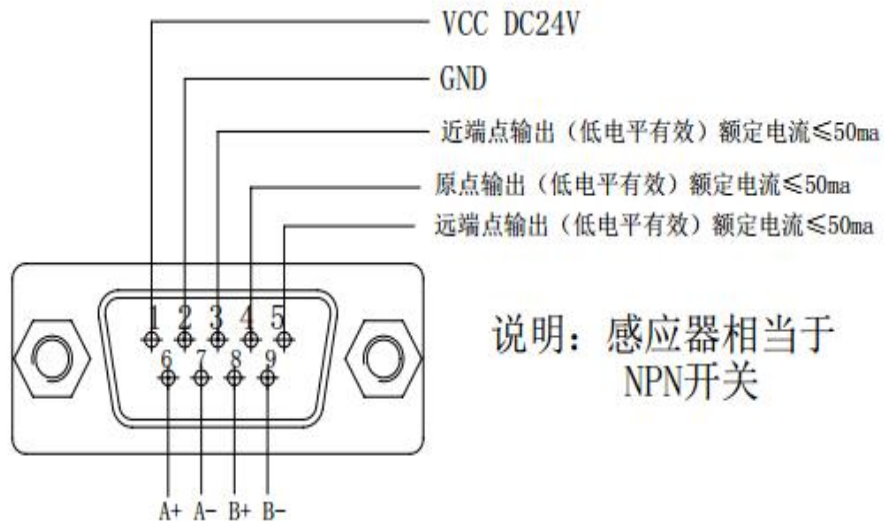 VCC DC24V
GND
近端点输出（低电平有效）额定电流≤50ma
原点输出（低电平有效）额定电流≤50ma
远端点输出（低电平有效）额定电流≤50ma
1 2 3 4 5
6 7 8 9
说明：感应器相当于
NPN开关
A+ A- B+ B-